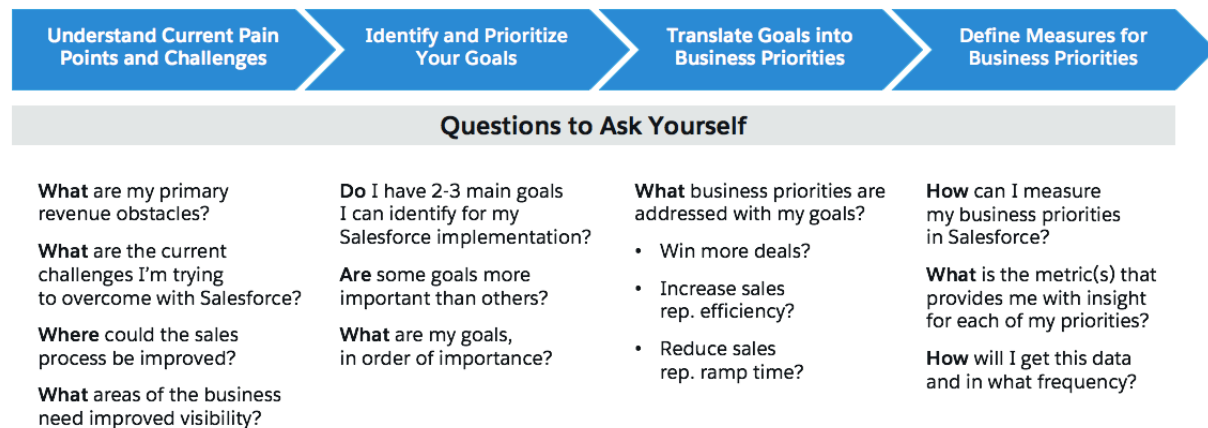 Understand Current Pain
Points and Challenges
Identify and Prioritize
Your Goals
Translate Goals into
Business Priorities
Define Measures for
Business Priorities
Questions to Ask Yourself
What are my primary
revenue obstacles?
What are the current
challenges I'm trying
to overcome with Salesforce?
Where could the sales
process be improved?
What areas of the business
need improved visibility?
Do I have 2-3 main goals
I can identify for my
Salesforce implementation?
Are some goals more
important than others?
What are my goals,
in order of importance?
What business priorities are
addressed with my goals?
• Win more deals?
• Increase sales
rep. efficiency?
• Reduce sales
rep. ramp time?
How can I measure
my business priorities
in Salesforce?
What is the metric(s) that
provides me with insight
for each of my priorities?
How will I get this data
and in what frequency?